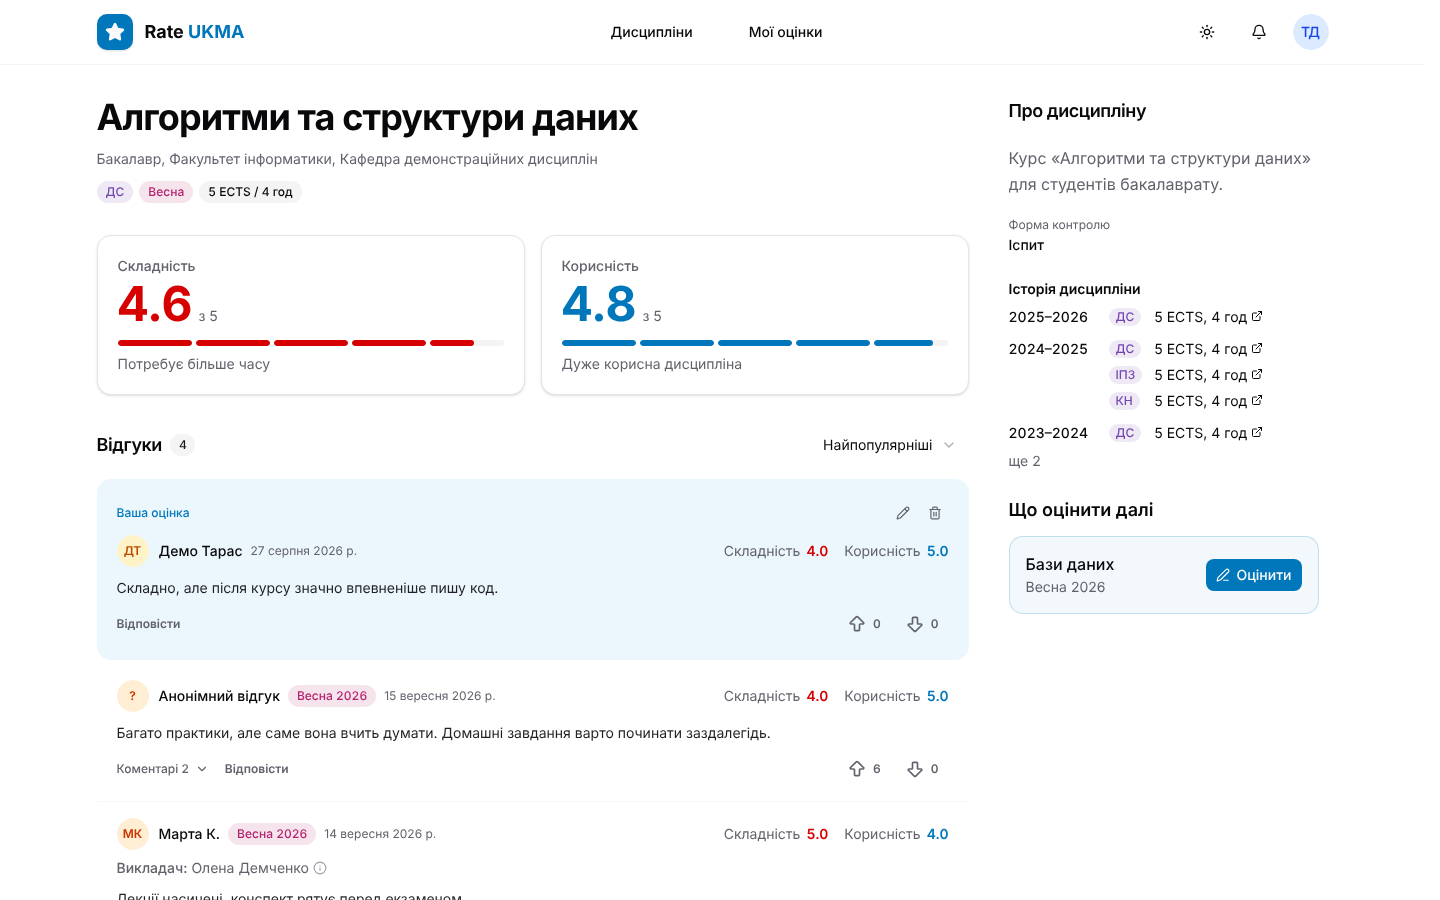 Rate UKMA
Дисципліни
Мої оцінки
ТД
Алгоритми та структури даних
Бакалавр, Факультет інформатики, Кафедра демонстраційних дисциплін
ДС Весна 5 ECTS / 4 год
Складність
4.6 з 5
Потребує більше часу
Корисність
4.8 з 5
Дуже корисна дисципліна
Відгуки 4
Найпопулярніші
Ваша оцінка
ДТ Демо Тарас 27 серпня 2026 р. Складність 4.0 Корисність 5.0
Складно, але після курсу значно впевненіше пишу код.
Відповісти 0 0
? Анонімний відгук Весна 2026 15 вересня 2026 р. Складність 4.0 Корисність 5.0
Багато практики, але саме вона вчить думати. Домашні завдання варто починати заздалегідь.
Коментарі 2 Відповісти 6 0
МК Марта К. Весна 2026 14 вересня 2026 р. Складність 5.0 Корисність 4.0
Викладач: Олена Демченко
Лекції насичені, конспект рятує перед екзаменом.
Про дисципліну
Курс «Алгоритми та структури даних»
для студентів бакалаврату.
Форма контролю
Іспит
Історія дисципліни
2025–2026 ДС 5 ECTS, 4 год
2024–2025 ДС 5 ECTS, 4 год
ІПЗ 5 ECTS, 4 год
КН 5 ECTS, 4 год
2023–2024 ДС 5 ECTS, 4 год
ще 2
Що оцінити далі
Бази даних
Весна 2026
Оцінити